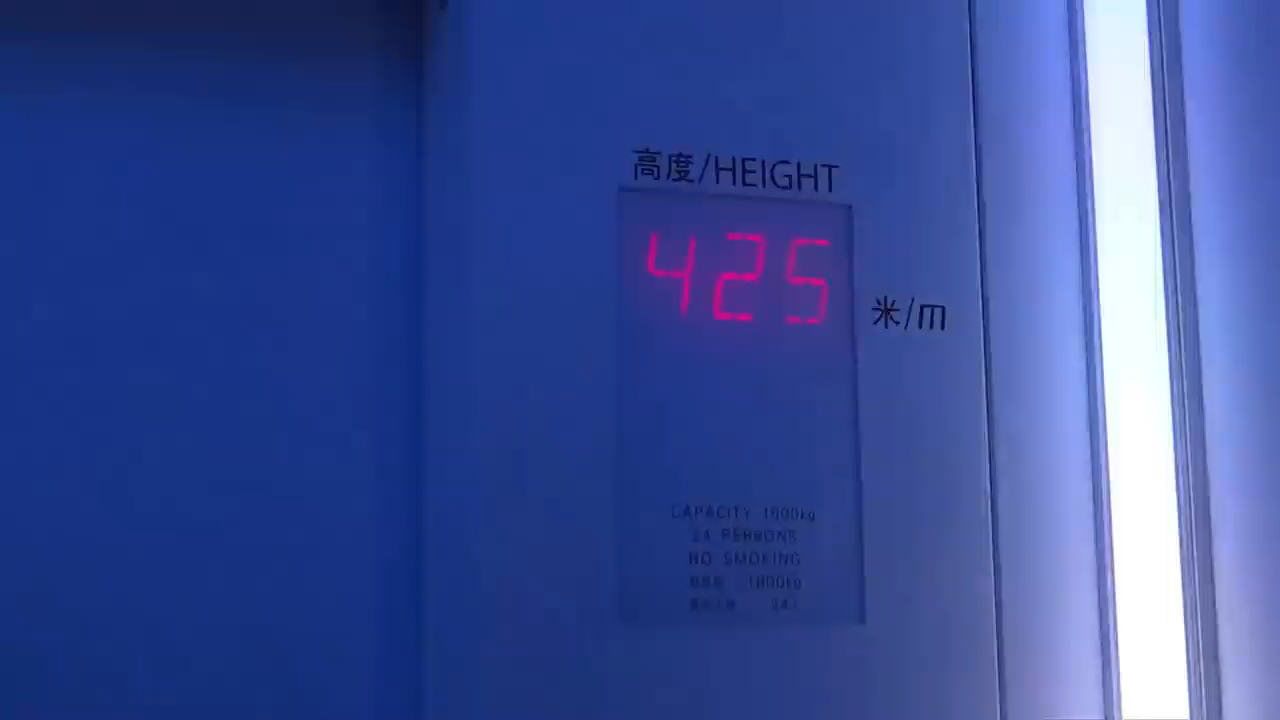 高度/HEIGHT
425
米/m
CAPACITY 1600kg
24 PERSONS
NO SMOKING